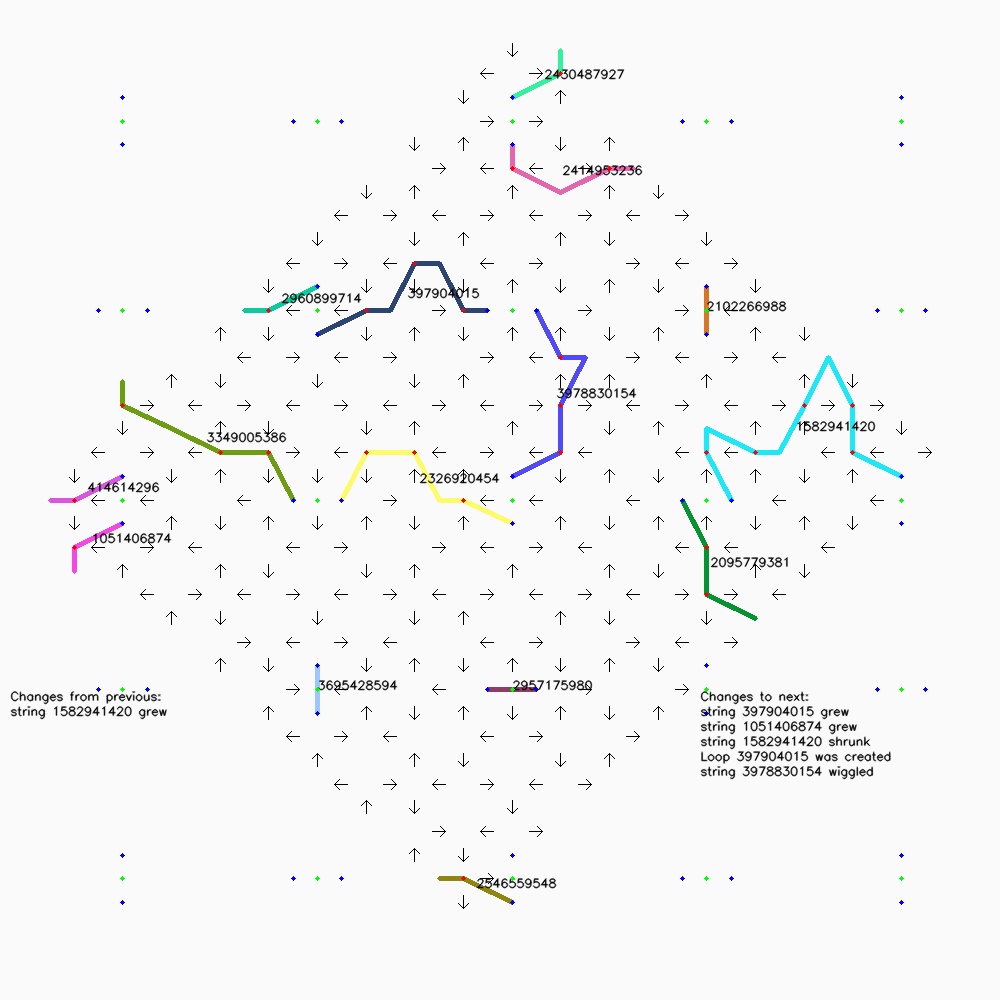 2430487927
2414953236
2960899714
397904015
2102266988
3978830154
1582941420
3349005386
2326920454
414614296
1051406874
2095779381
3695428594
2957175980
Changes from previous:
string 1582941420 grew
Changes to next:
string 397904015 grew
string 1051406874 grew
string 1582941420 shrunk
Loop 397904015 was created
string 3978830154 wiggled
2546559548